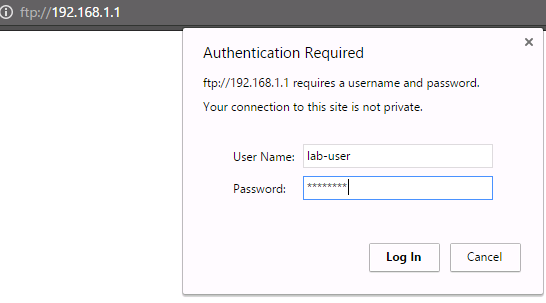 ftp://192.168.1.1
Authentication Required
ftp://192.168.1.1 requires a username and password.
Your connection to this site is not private.
User Name: lab-user
Password: ********
Log In Cancel